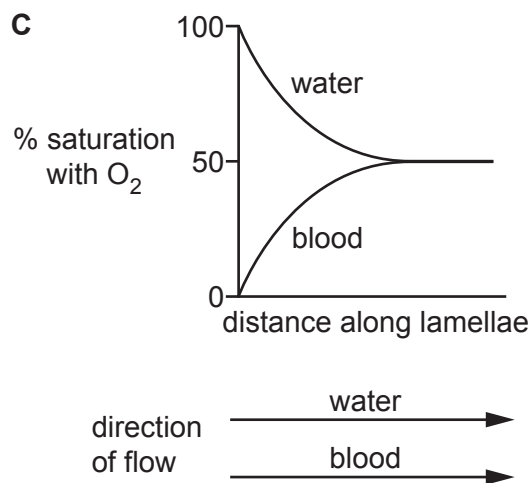 C
100
water
% saturation
with O₂
50
blood
0
distance along lamellae
water
direction
of flow
blood